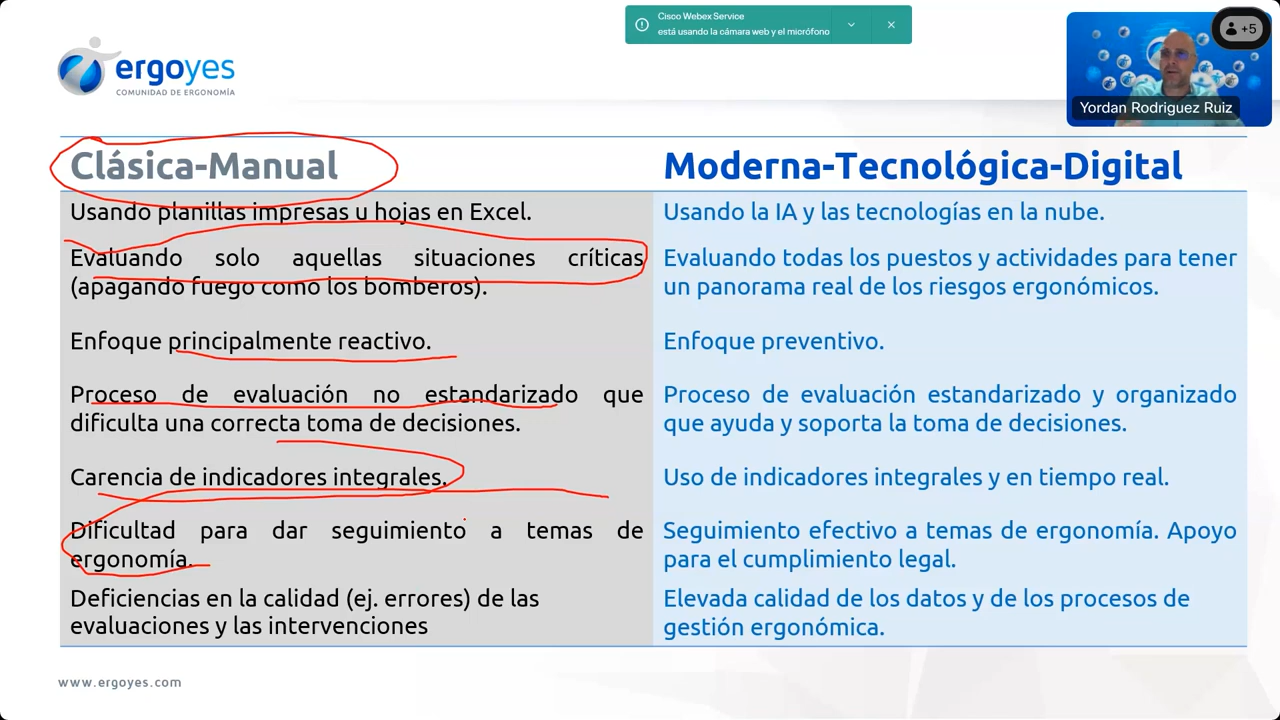 Cisco Webex Service
está usando la cámara web y el micrófono
+5
ergoyes
COMUNIDAD DE ERGONOMÍA
Yordan Rodriguez Ruiz
Clásica-Manual
Moderna-Tecnológica-Digital
Usando planillas impresas u hojas en Excel.
Usando la IA y las tecnologías en la nube.
Evaluando solo aquellas situaciones críticas
(apagando fuego como los bomberos).
Evaluando todas los puestos y actividades para tener
un panorama real de los riesgos ergonómicos.
Enfoque principalmente reactivo.
Enfoque preventivo.
Proceso de evaluación no estandarizado que
dificulta una correcta toma de decisiones.
Proceso de evaluación estandarizado y organizado
que ayuda y soporta la toma de decisiones.
Carencia de indicadores integrales.
Uso de indicadores integrales y en tiempo real.
Dificultad para dar seguimiento a temas de
ergonomía.
Seguimiento efectivo a temas de ergonomía. Apoyo
para el cumplimiento legal.
Deficiencias en la calidad (ej. errores) de las
evaluaciones y las intervenciones
Elevada calidad de los datos y de los procesos de
gestión ergonómica.
www.ergoyes.com